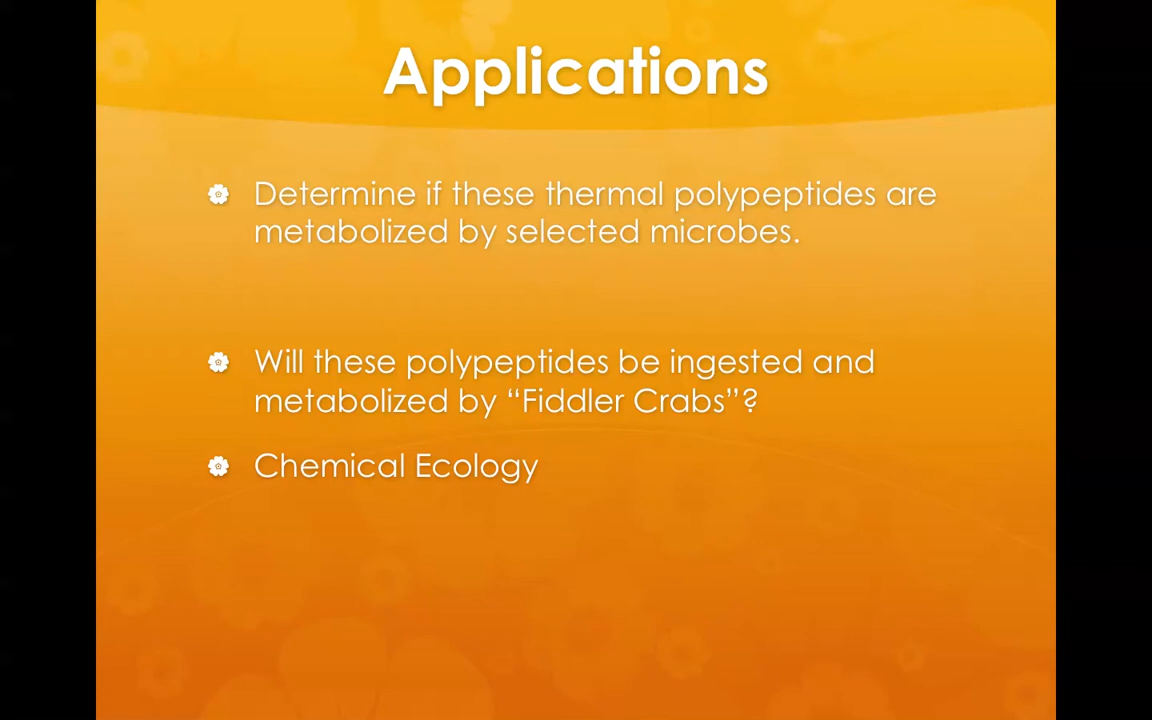 Applications
Determine if these thermal polypeptides are
metabolized by selected microbes.
Will these polypeptides be ingested and
metabolized by “Fiddler Crabs”?
Chemical Ecology